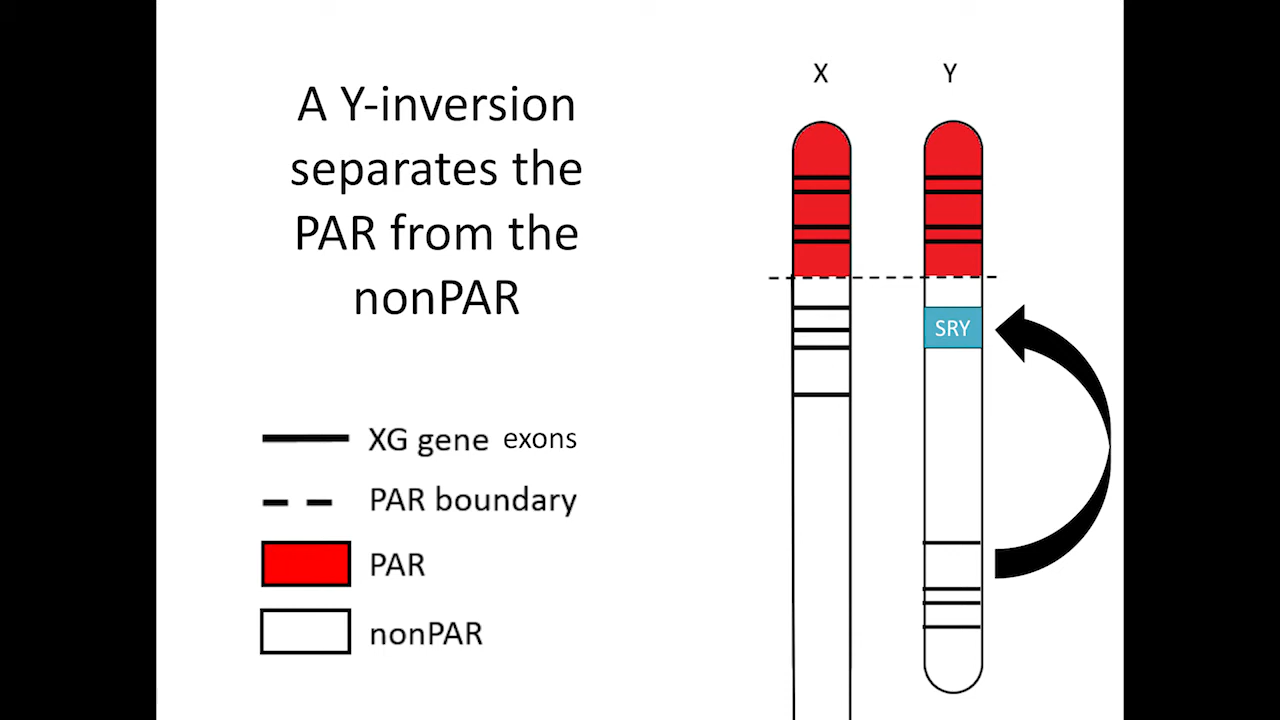 A Y-inversion
separates the
PAR from the
nonPAR
XG gene exons
PAR boundary
PAR
nonPAR
X Y
SRY